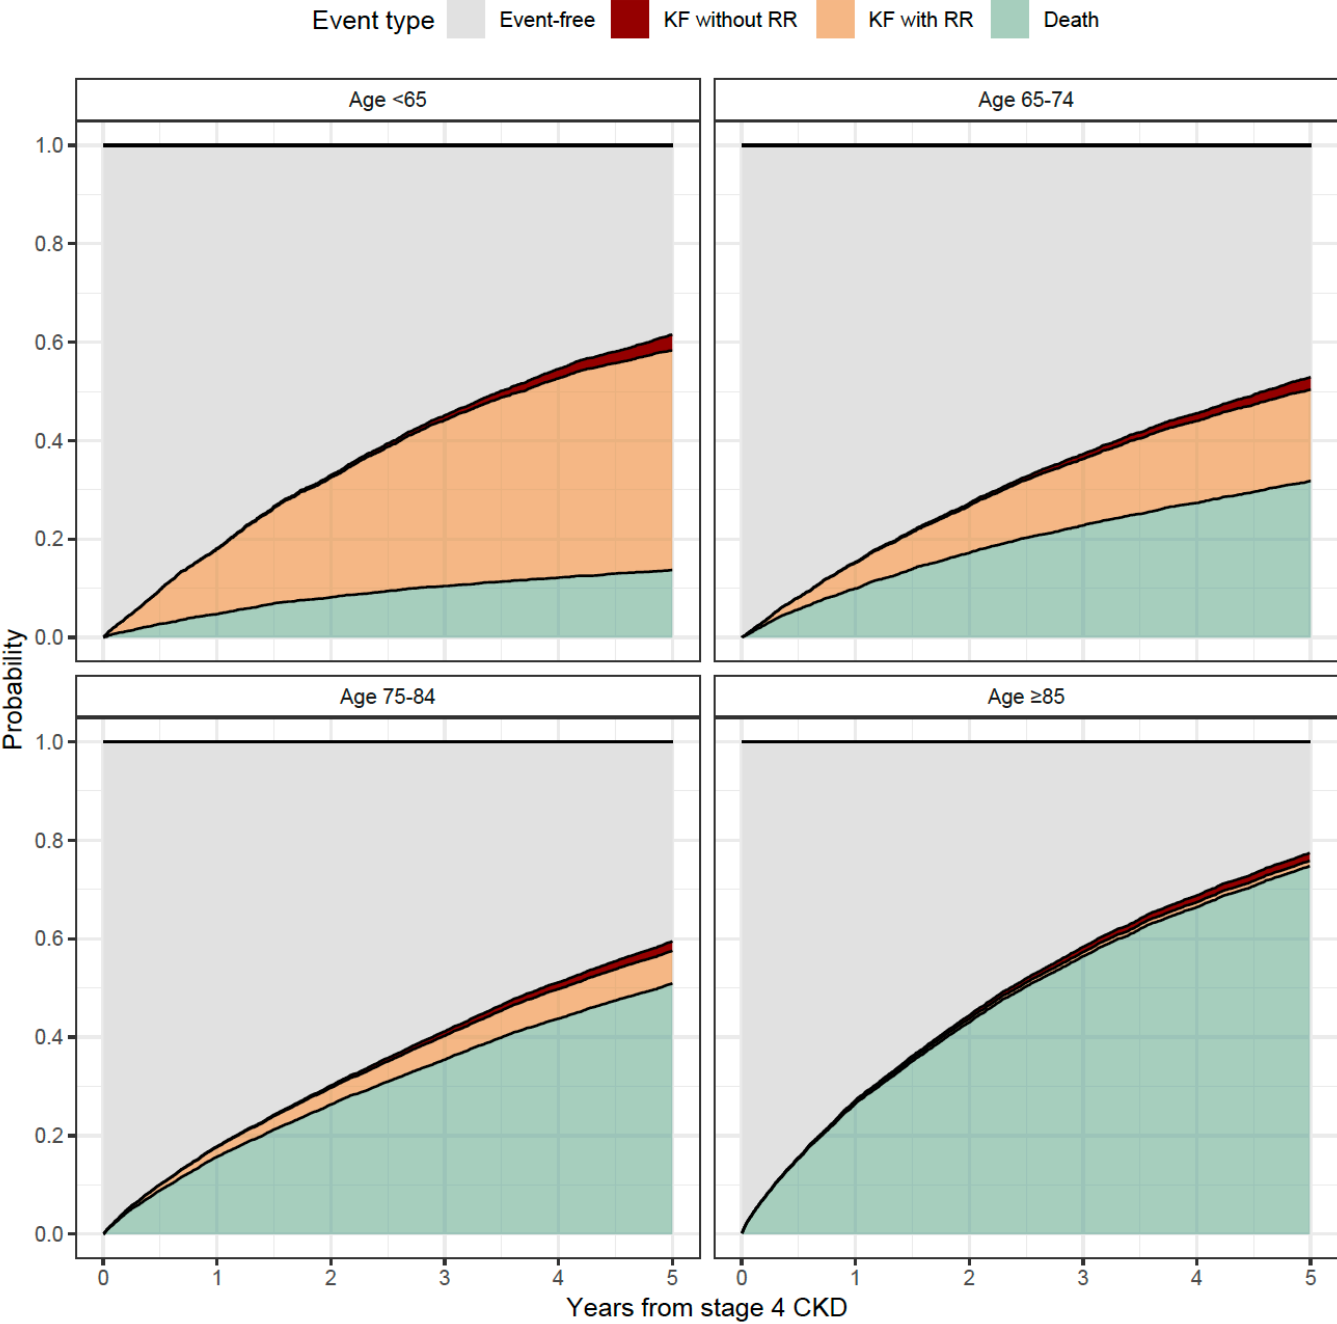 Event type Event-free KF without RR KF with RR Death
Age <65
Age 65-74
1.0
0.8
0.6
0.4
0.2
0.0
Probability
Age 75-84
Age ≥85
1.0
0.8
0.6
0.4
0.2
0.0
0 1 2 3 4 5
0 1 2 3 4 5
Years from stage 4 CKD